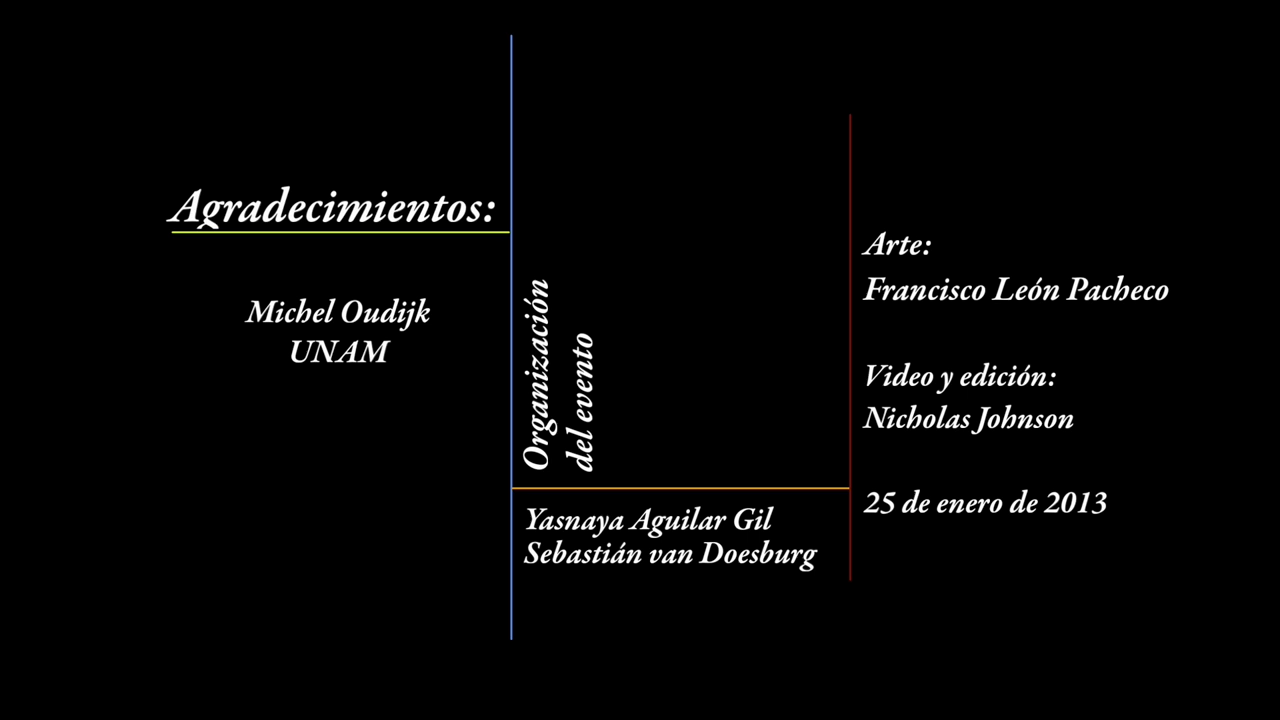 Agradecimientos:
Michel Oudijk
UNAM
Organización
del evento
Yasnaya Aguilar Gil
Sebastián van Doesburg
Arte:
Francisco León Pacheco
Video y edición:
Nicholas Johnson
25 de enero de 2013